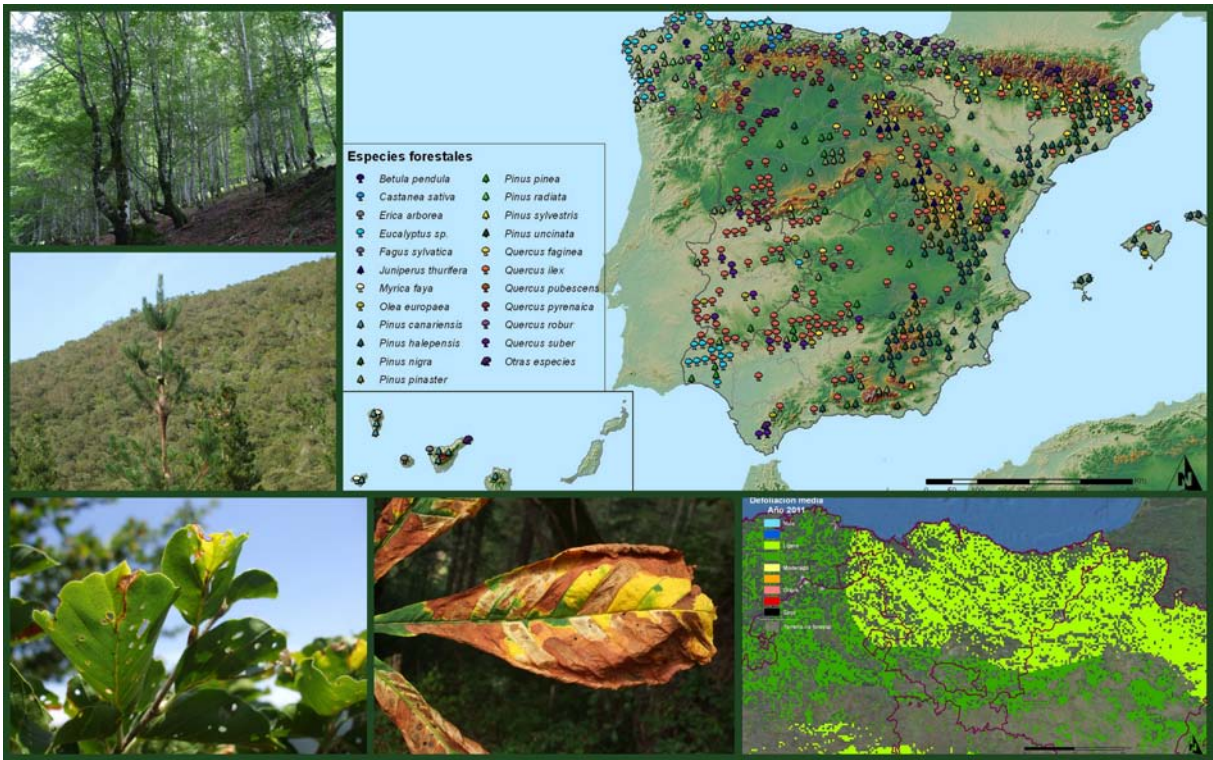 Especies forestales
Betula pendula
Castanea sativa
Erica arborea
Eucalyptus sp.
Fagus sylvatica
Juniperus thurifera
Myrica faya
Olea europaea
Pinus canariensis
Pinus halepensis
Pinus nigra
Pinus pinaster
Pinus pinea
Pinus radiata
Pinus sylvestris
Pinus uncinata
Quercus faginea
Quercus ilex
Quercus pubescens
Quercus pyrenaica
Quercus robur
Quercus suber
Otras especies
N
Defoliación media
Año 2011
Ligera
Moderada